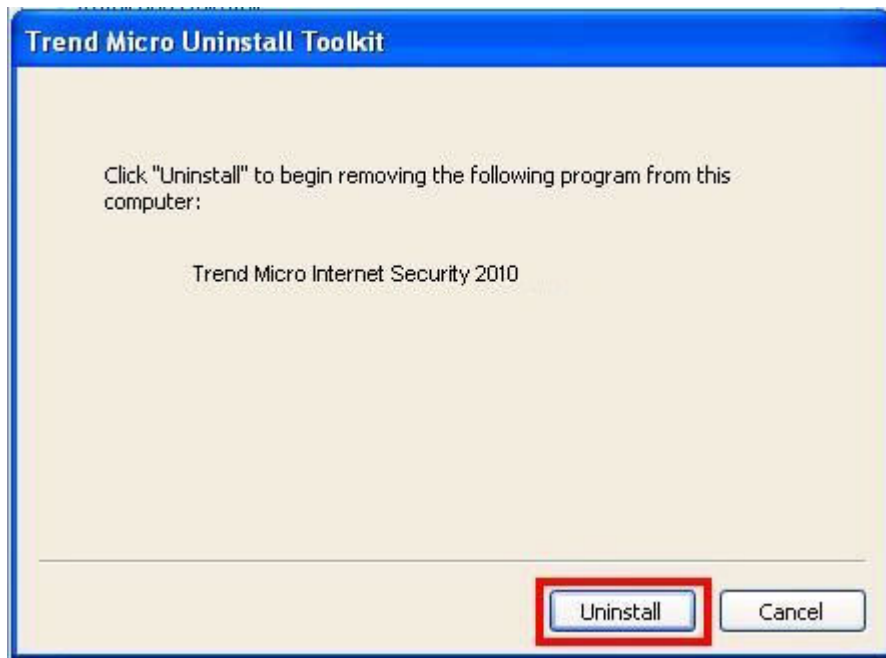 Trend Micro Uninstall Toolkit
Click "Uninstall" to begin removing the following program from this
computer:
Trend Micro Internet Security 2010
Uninstall Cancel